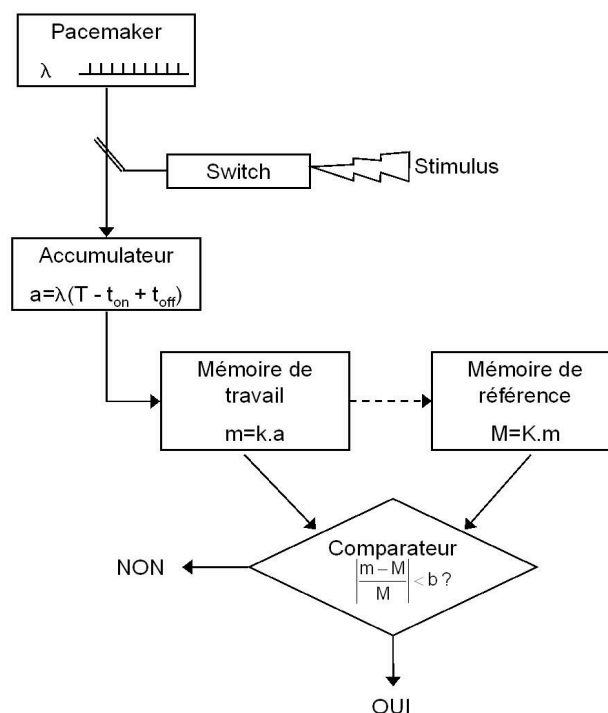 Pacemaker
λ
Switch
Stimulus
Accumulateur
a=λ(T - t_on + t_off)
Mémoire de
travail
m=k.a
Mémoire de
référence
M=K.m
Comparateur
|m – M / M| < b ?
NON
OUI